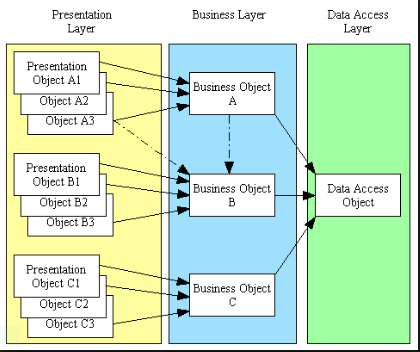 Presentation
Layer
Business Layer
Data Access
Layer
Presentation
Object A1
Object A2
Object A3
Business Object
A
Presentation
Object B1
Object B2
Object B3
Business Object
B
Data Access
Object
Presentation
Object C1
Object C2
Object C3
Business Object
C